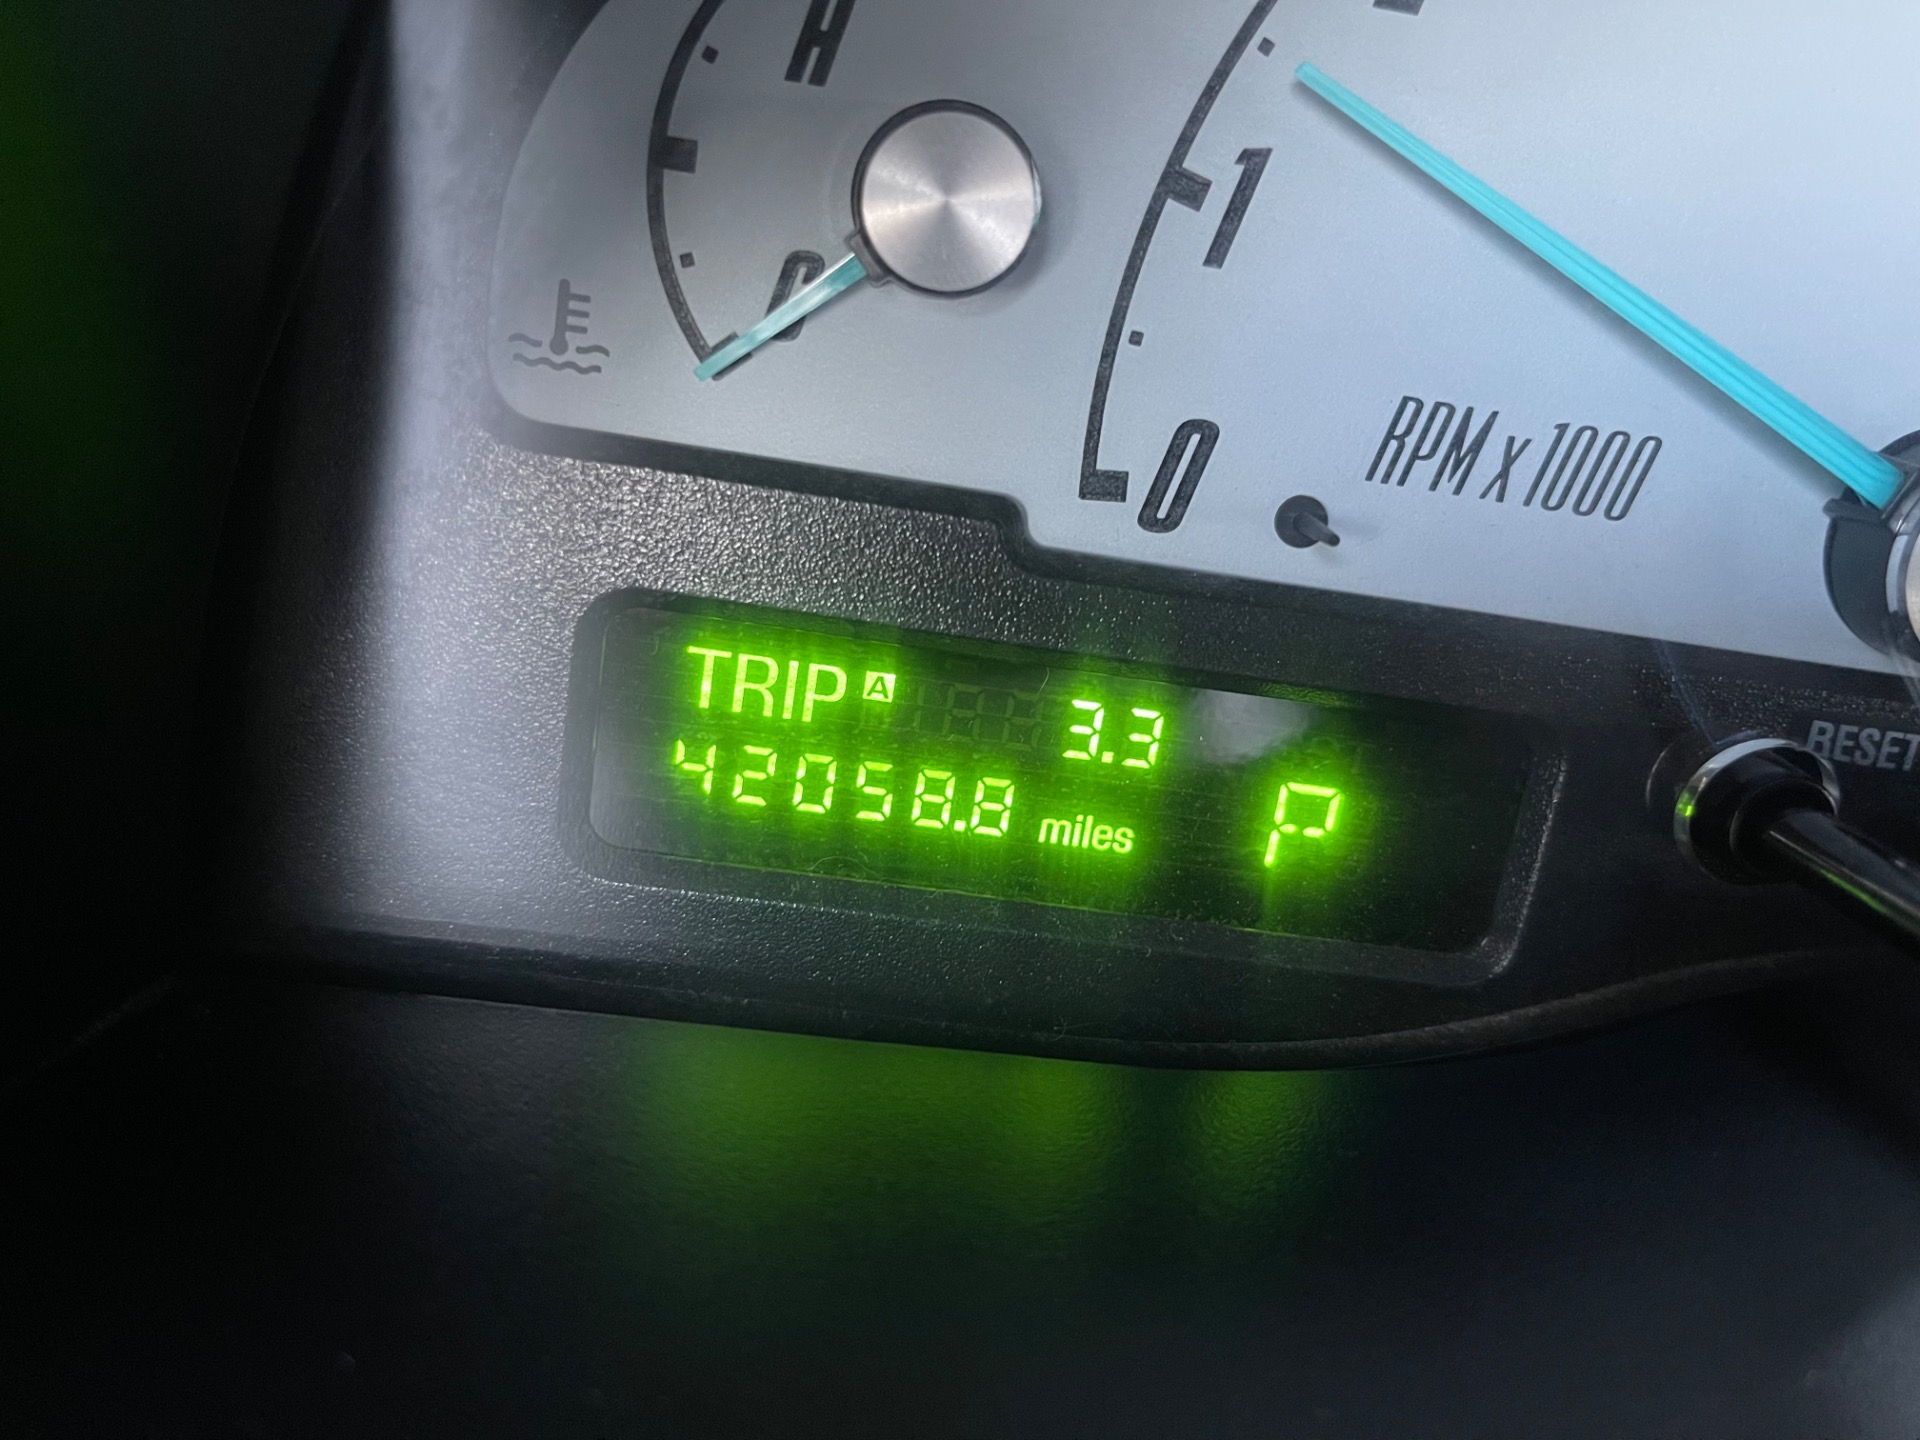 H
C
1
0
RPM x 1000
TRIP A 3.3
42058.8 miles P
RESET